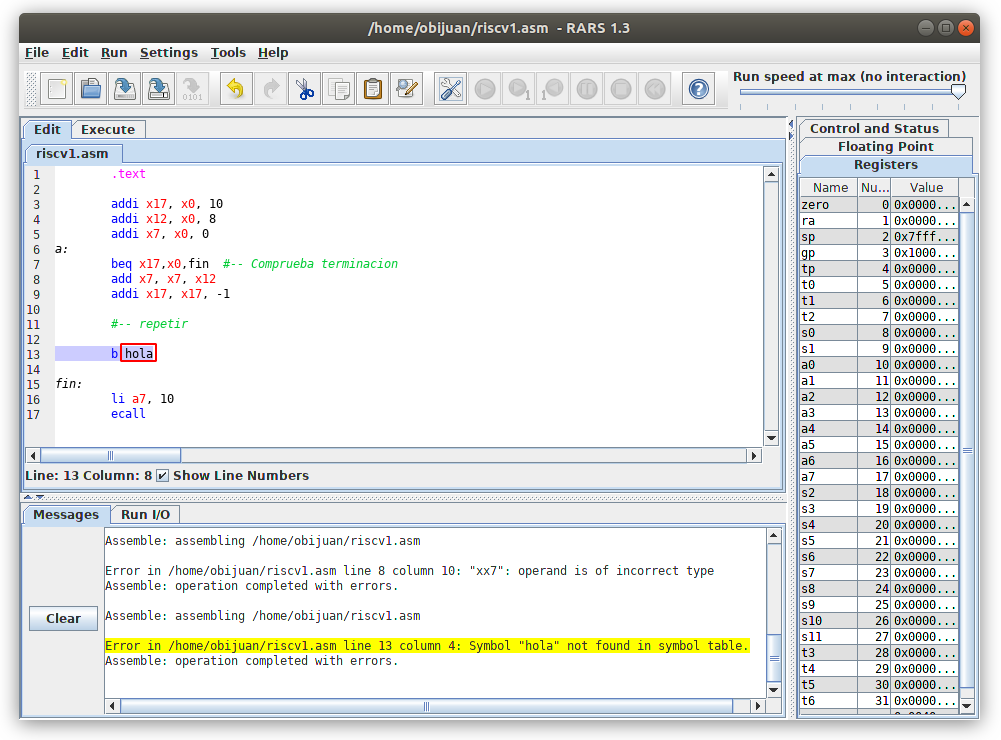 /home/obijuan/riscv1.asm - RARS 1.3
File Edit Run Settings Tools Help
Run speed at max (no interaction)
Edit Execute
riscv1.asm
1 .text
2
3 addi x17, x0, 10
4 addi x12, x0, 8
5 addi x7, x0, 0
6 a:
7 beq x17,x0,fin #-- Comprueba terminacion
8 add x7, x7, x12
9 addi x17, x17, -1
10
11 #-- repetir
12
13 b hola
14
15 fin:
16 li a7, 10
17 ecall
Line: 13 Column: 8 Show Line Numbers
Messages Run I/O
Clear
Assemble: assembling /home/obijuan/riscv1.asm
Error in /home/obijuan/riscv1.asm line 8 column 10: "xx7": operand is of incorrect type
Assemble: operation completed with errors.
Assemble: assembling /home/obijuan/riscv1.asm
Error in /home/obijuan/riscv1.asm line 13 column 4: Symbol "hola" not found in symbol table.
Assemble: operation completed with errors.
Control and Status
Floating Point
Registers
Name Nu... Value
zero 0 0x0000...
ra 1 0x0000...
sp 2 0x7fff...
gp 3 0x1000...
tp 4 0x0000...
t0 5 0x0000...
t1 6 0x0000...
t2 7 0x0000...
s0 8 0x0000...
s1 9 0x0000...
a0 10 0x0000...
a1 11 0x0000...
a2 12 0x0000...
a3 13 0x0000...
a4 14 0x0000...
a5 15 0x0000...
a6 16 0x0000...
a7 17 0x0000...
s2 18 0x0000...
s3 19 0x0000...
s4 20 0x0000...
s5 21 0x0000...
s6 22 0x0000...
s7 23 0x0000...
s8 24 0x0000...
s9 25 0x0000...
s10 26 0x0000...
s11 27 0x0000...
t3 28 0x0000...
t4 29 0x0000...
t5 30 0x0000...
t6 31 0x0000...